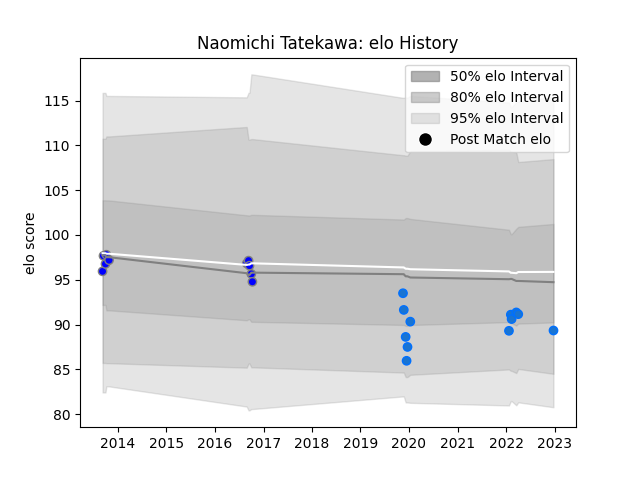 Naomichi Tatekawa: elo History
50% elo Interval
80% elo Interval
95% elo Interval
Post Match elo
elo score
115
110
105
100
95
90
85
80
2014 2015 2016 2017 2018 2019 2020 2021 2022 2023